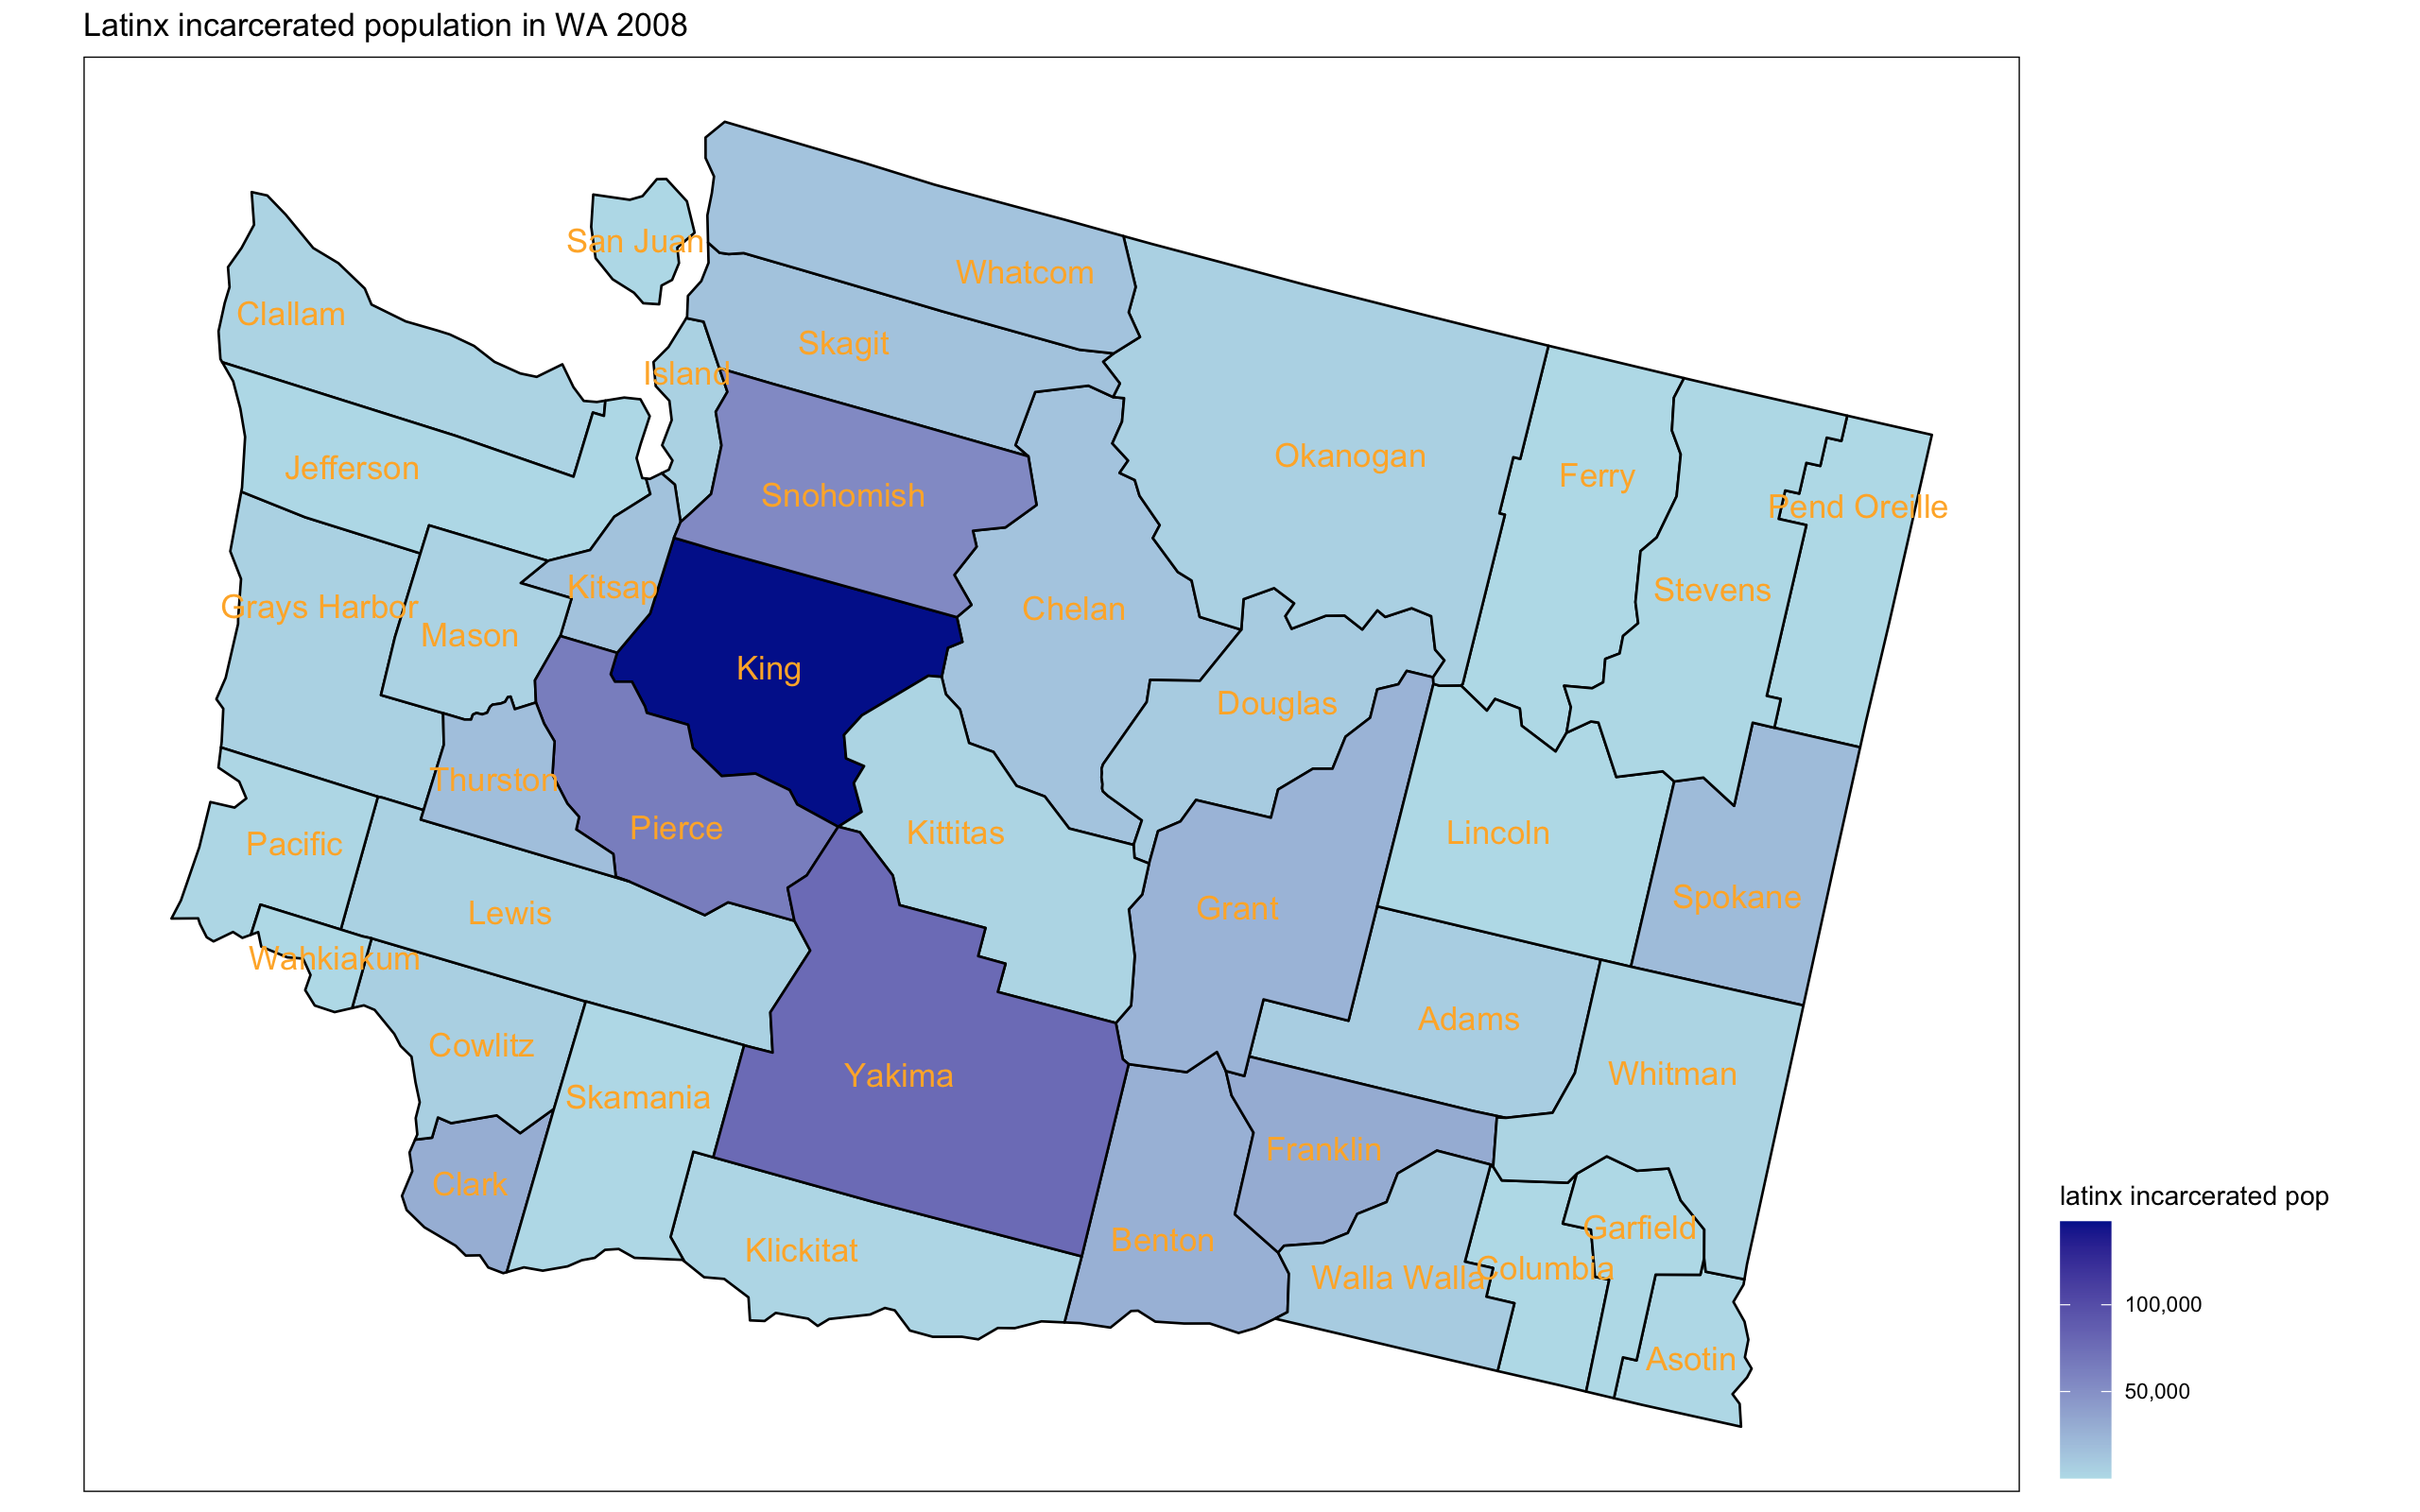 Latinx incarcerated population in WA 2008
San Juan
Whatcom
Clallam
Skagit
Island
Okanogan
Jefferson
Ferry
Snohomish
Pend Oreille
Kitsap
Stevens
Grays Harbor
Chelan
Mason
King
Douglas
Thurston
Pierce
Kittitas
Lincoln
Pacific
Spokane
Grant
Lewis
Wahkiakum
Adams
Cowlitz
Yakima
Whitman
Skamania
Franklin
Clark
latinx incarcerated pop
Garfield
Benton
Klickitat
Columbia
Walla Walla
100,000
Asotin
50,000